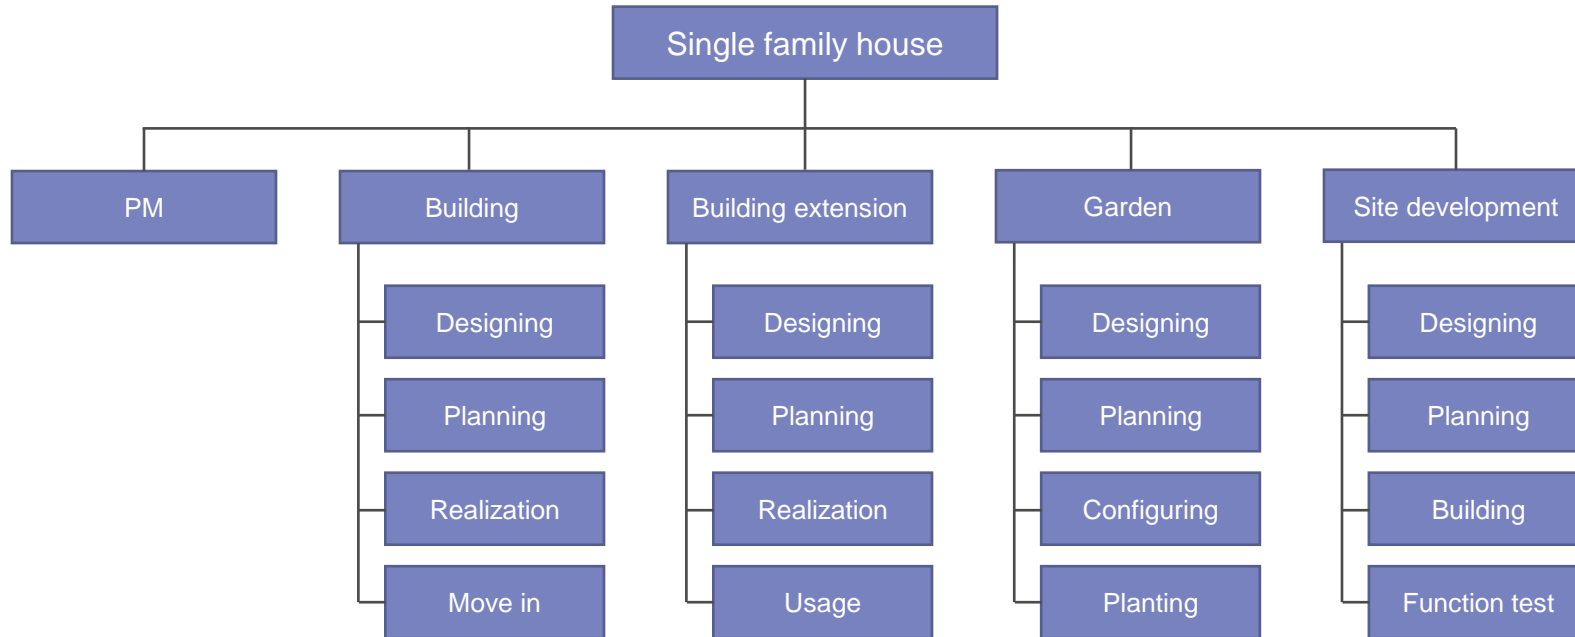 Single family house
PM
Building
Building extension
Garden
Site development
Designing
Designing
Designing
Designing
Planning
Planning
Planning
Planning
Realization
Realization
Configuring
Building
Move in
Usage
Planting
Function test